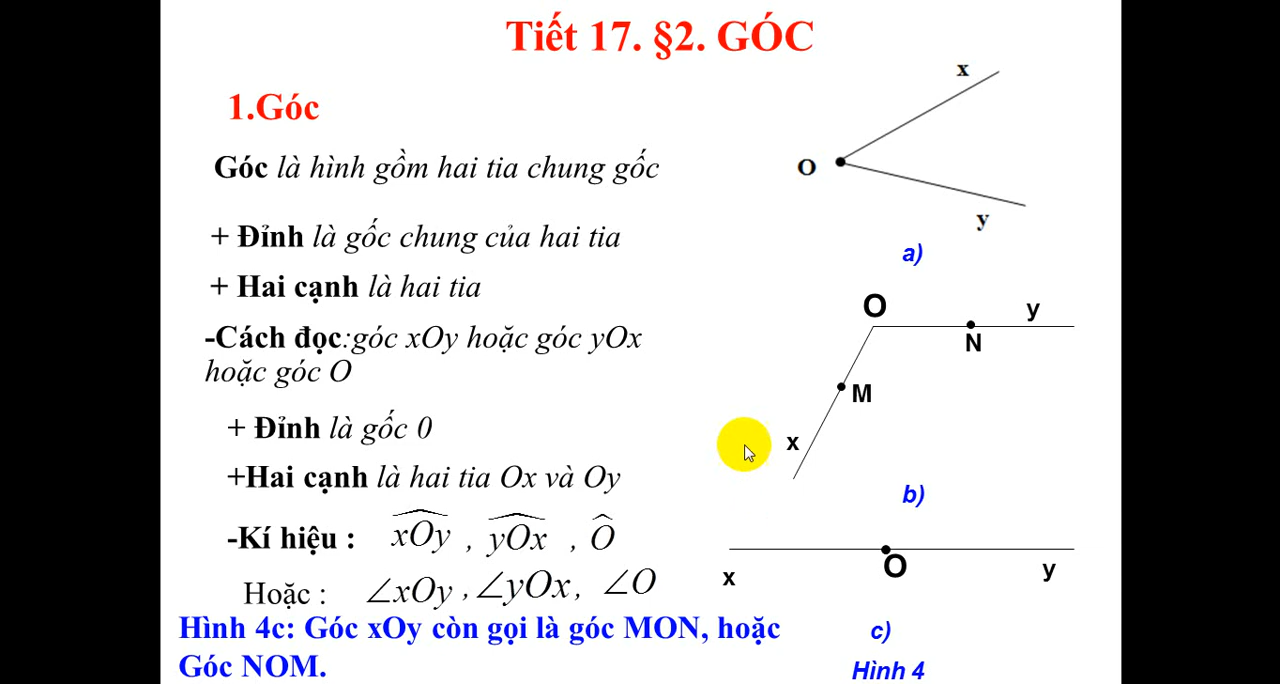 Tiết 17. §2. GÓC
1.Góc
Góc là hình gồm hai tia chung gốc
+ Đỉnh là gốc chung của hai tia
+ Hai cạnh là hai tia
-Cách đọc:góc xOy hoặc góc yOx
hoặc góc O
+ Đỉnh là gốc 0
+Hai cạnh là hai tia Ox và Oy
-Kí hiệu : $\widehat{xOy}$ , $\widehat{yOx}$ , $\widehat{O}$
Hoặc : ∠xOy , ∠yOx, ∠O
Hình 4c: Góc xOy còn gọi là góc MON, hoặc
Góc NOM.
x
O
y
a)
O
y
N
M
x
b)
x
O
y
c)
Hình 4